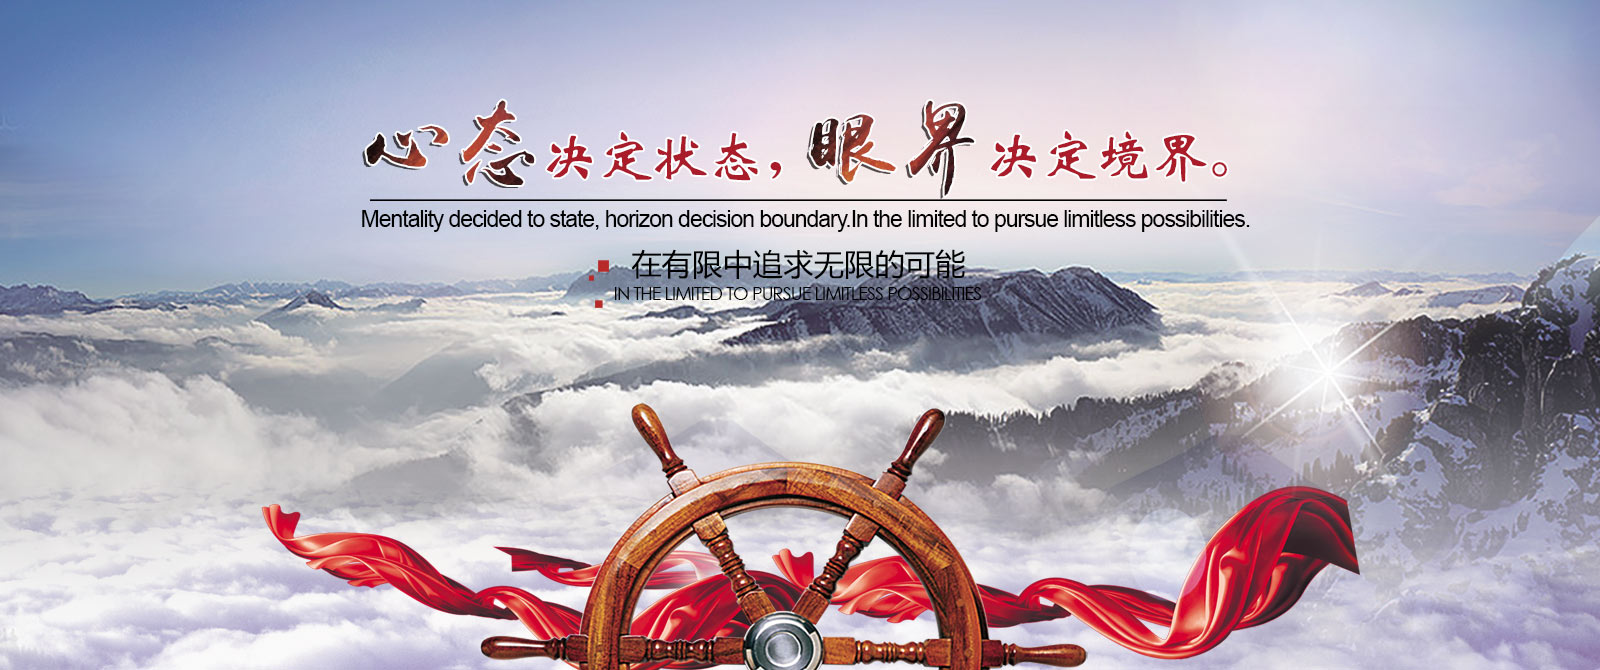 心态决定状态，眼界决定境界。
Mentality decided to state, horizon decision boundary.In the limited to pursue limitless possibilities.
在有限中追求无限的可能
IN THE LIMITED TO PURSUE LIMITLESS POSSIBILITIES